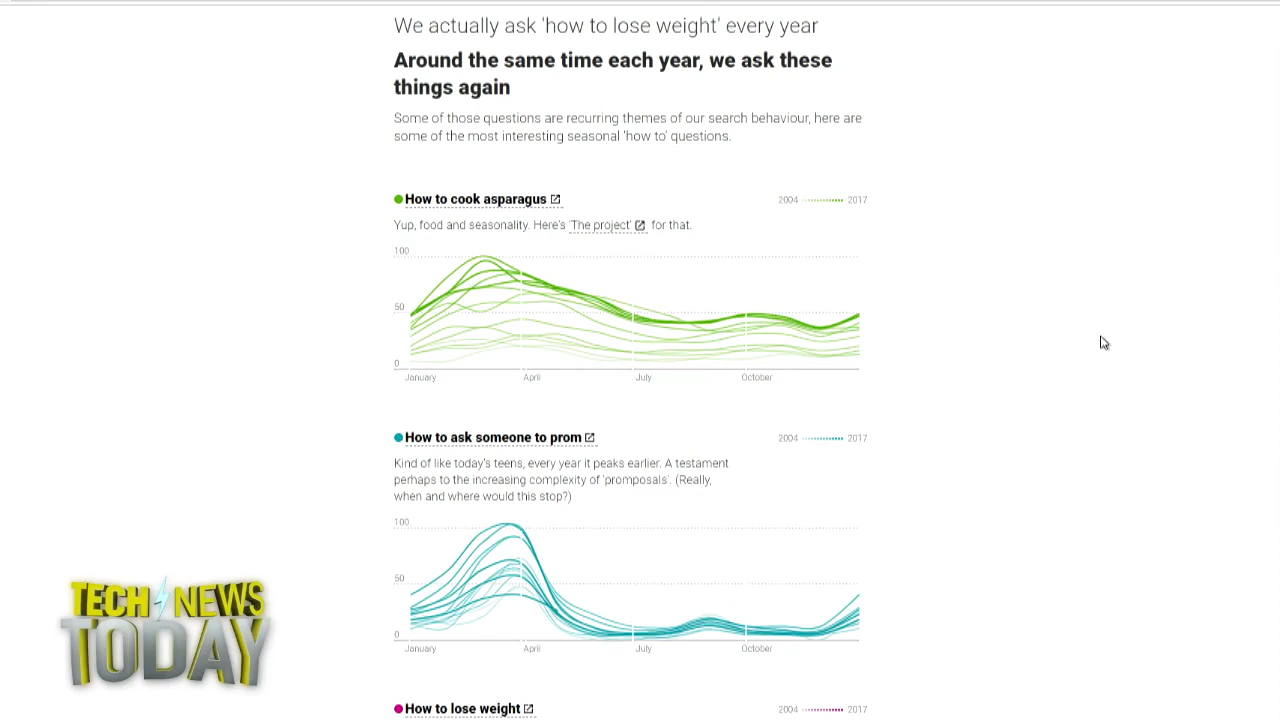 We actually ask 'how to lose weight' every year
Around the same time each year, we ask these
things again
Some of those questions are recurring themes of our search behaviour, here are
some of the most interesting seasonal 'how to' questions.
How to cook asparagus
2004 2017
Yup, food and seasonality. Here's 'The project' for that.
100
50
0
January April July October
How to ask someone to prom
2004 2017
Kind of like today's teens, every year it peaks earlier. A testament
perhaps to the increasing complexity of 'promposals'. (Really,
when and where would this stop?)
100
50
0
January April July October
TECH NEWS
TODAY
How to lose weight
2004 2017